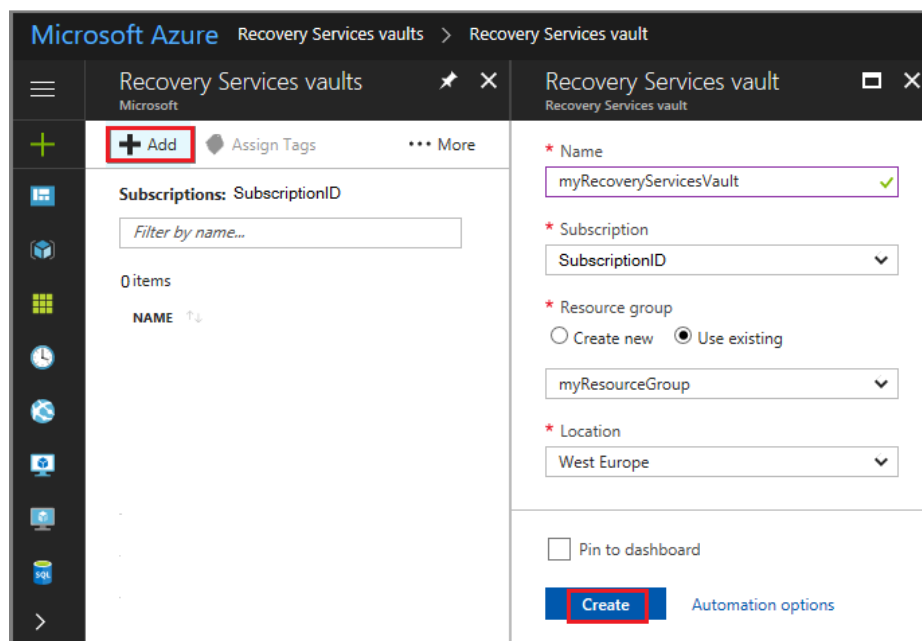 Microsoft Azure Recovery Services vaults > Recovery Services vault
Recovery Services vaults
Microsoft
Add Assign Tags ••• More
Subscriptions: SubscriptionID
Filter by name...
0 items
NAME ↑↓
SQL
Recovery Services vault
Recovery Services vault
* Name
myRecoveryServicesVault
* Subscription
SubscriptionID
* Resource group
Create new Use existing
myResourceGroup
* Location
West Europe
Pin to dashboard
Create Automation options